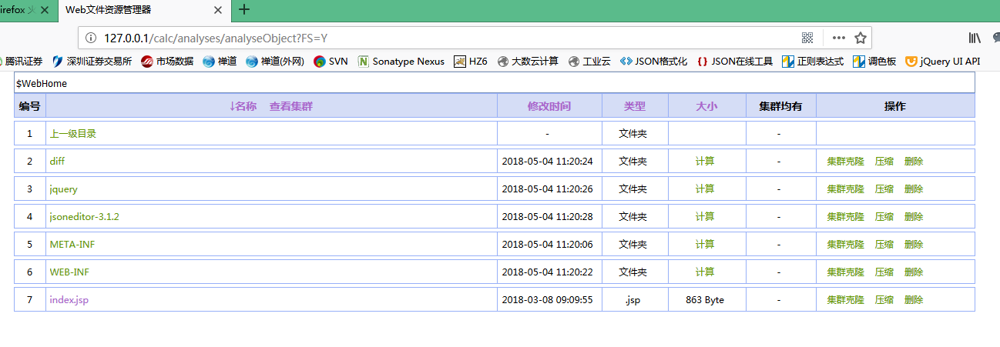 irefox 火
Web文件资源管理器
127.0.0.1/calc/analyses/analyseObject?FS=Y
腾讯证券 深圳证券交易所 市场数据 禅道 禅道(外网) SVN Sonatype Nexus HZ6 大数云计算 工业云 JSON格式化 JSON在线工具 正则表达式 调色板 jQuery UI API
$WebHome
编号 ↓名称 查看集群 修改时间 类型 大小 集群均有 操作
1 上一级目录 - 文件夹 -
2 diff 2018-05-04 11:20:24 文件夹 计算 - 集群克隆 压缩 删除
3 jquery 2018-05-04 11:20:26 文件夹 计算 - 集群克隆 压缩 删除
4 jsoneditor-3.1.2 2018-05-04 11:20:28 文件夹 计算 - 集群克隆 压缩 删除
5 META-INF 2018-05-04 11:20:06 文件夹 计算 - 集群克隆 压缩 删除
6 WEB-INF 2018-05-04 11:20:22 文件夹 计算 - 集群克隆 压缩 删除
7 index.jsp 2018-03-08 09:09:55 .jsp 863 Byte - 集群克隆 压缩 删除